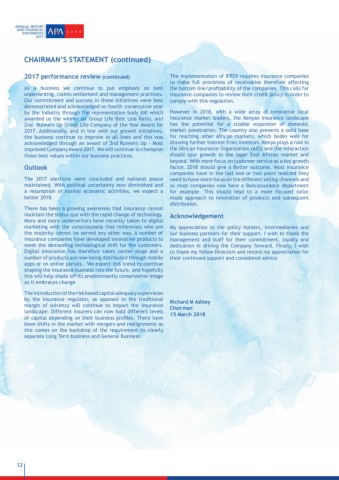 ANNUAL REPORT
AND FINANCIAL
STATEMENTS
2017
APA LIFE
CHAIRMAN'S STATEMENT (continued)
2017 performance review (continued)
As a business we continue to put emphasis on best
underwriting, claims settlement and management practices.
Our commitment and success in these initiatives were best
demonstrated and acknowledged on fourth consecutive year
by the industry through the representative body AKI which
awarded us the winner of Group Life Best Loss Ratio, and
2nd Runners Up Group Life Company of the Year Award for
2017. Additionally, and in line with our growth initiatives,
the business continue to improve in all lines and this was
acknowledged through an award of 2nd Runners Up - Most
Improved Company Award 2017. We will continue to champion
these best values within our business practices.
Outlook
The 2017 elections were concluded and national peace
maintained. With political uncertainty now diminished and
a resumption of normal economic activities, we expect a
better 2018.
There has been a growing awareness that insurance cannot
maintain the status quo with the rapid change of technology.
More and more underwriters have recently taken to digital
marketing with the consciousness that millennials who are
the majority cannot be served any other way. A number of
insurance companies have developed innovative products to
meet the demanding technological shift for the customers.
Digital innovation has therefore taken center stage and a
number of products are now being distributed through mobile
apps or on online portals. We expect this trend to continue
shaping the insurance business into the future, and hopefully
this will help shade off its predominantly conservative image
as it embraces change
The introduction of the risk based capital adequacy supervision
by the insurance regulator, as opposed to the traditional
margin of solvency will continue to impact the insurance
landscape. Different insurers can now hold different levels
of capital depending on their business profiles. There have
been shifts in the market with mergers and realignments as
this comes on the backdrop of the requirement to clearly
separate Long Term business and General Business
The implementation of IFRS9 requires insurance companies
to make full provisions of receivables therefore affecting
the bottom line/profitability of the companies. This calls for
insurance companies to review their credit policy in order to
comply with this regulation.
However in 2018, with a wide array of innovative local
insurance market leaders, the Kenyan insurance landscape
has the potential for a sizable expansion of domestic
market penetration. The country also presents a solid base
for reaching other African markets, which bodes well for
drawing further interest from investors. Kenya plays a role in
the African Insurance Organisation (AIO) and the interaction
should spur growth in the lager East African market and
beyond. With more focus on customer service as a key growth
factor, 2018 should give a Better outcome. Most insurance
companies have in the last one or two years realized they
need to have more focus on the different selling channels and
so most companies now have a Bancassurance department
for example. This should lead to a more focused tailor
made approach to innovation of products and subsequent
distribution.
Acknowledgement
My appreciation to the policy holders, intermediaries and
our business partners for their support. I wish to thank the
management and staff for their commitment, loyalty and
dedication in driving the Company forward. Finally, I wish
to thank my fellow Directors and record my appreciation for
their continued support and considered advice.
Richard M Ashley
Chairman
15 March 2018
12